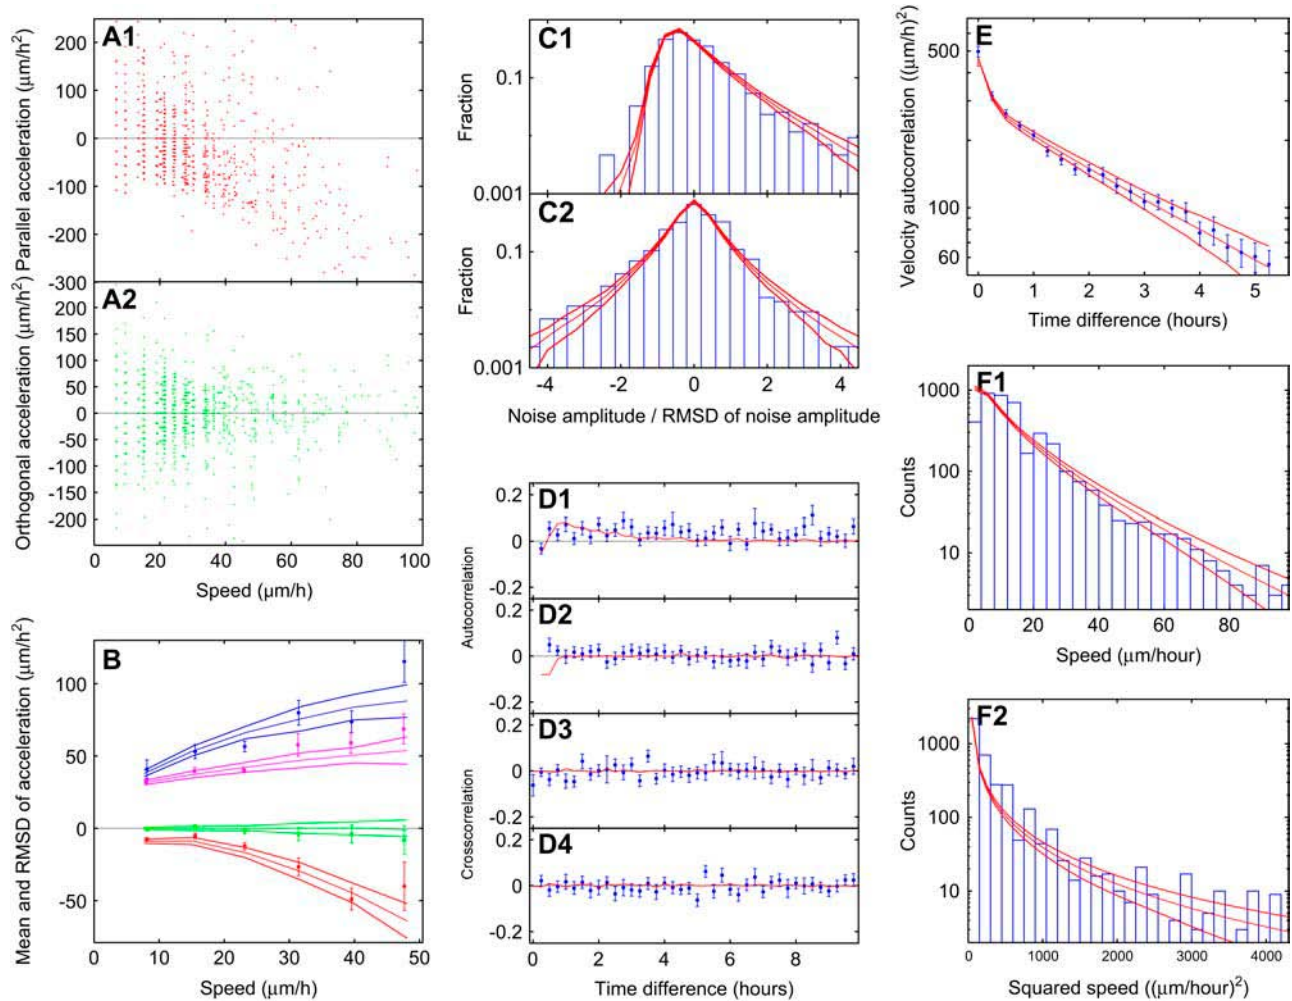 A1
Parallel acceleration (µm/h²)
200
100
0
-100
-200
-300
A2
Orthogonal acceleration (µm/h²)
200
150
100
50
0
-50
-100
-150
-200
0 20 40 60 80 100
Speed (µm/h)
B
Mean and RMSD of acceleration (µm/h²)
100
50
0
-50
0 10 20 30 40 50
Speed (µm/h)
C1
Fraction
0.1
0.001
C2
Fraction
0.1
0.001
-4 -2 0 2 4
Noise amplitude / RMSD of noise amplitude
D1
0.2
0
-0.2
Autocorrelation
D2
0.2
0
-0.2
D3
0.2
0
-0.2
Crosscorrelation
D4
0.2
0
-0.2
0 2 4 6 8
Time difference (hours)
E
Velocity autocorrelation ((µm/h)²)
500
100
60
0 1 2 3 4 5
Time difference (hours)
F1
Counts
1000
100
10
0 20 40 60 80
Speed (µm/hour)
F2
Counts
1000
100
10
0 1000 2000 3000 4000
Squared speed ((µm/hour)²)